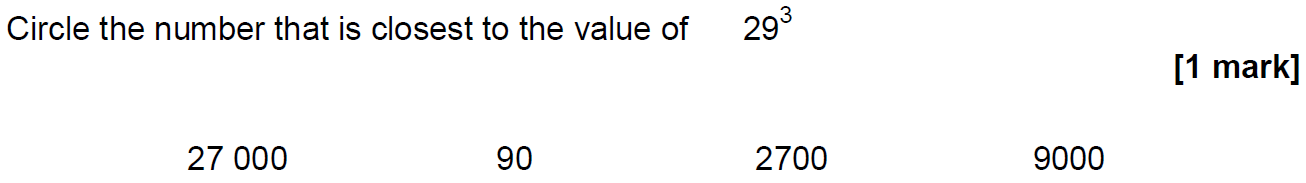 Circle the number that is closest to the value of 29³
[1 mark]
27 000 90 2700 9000